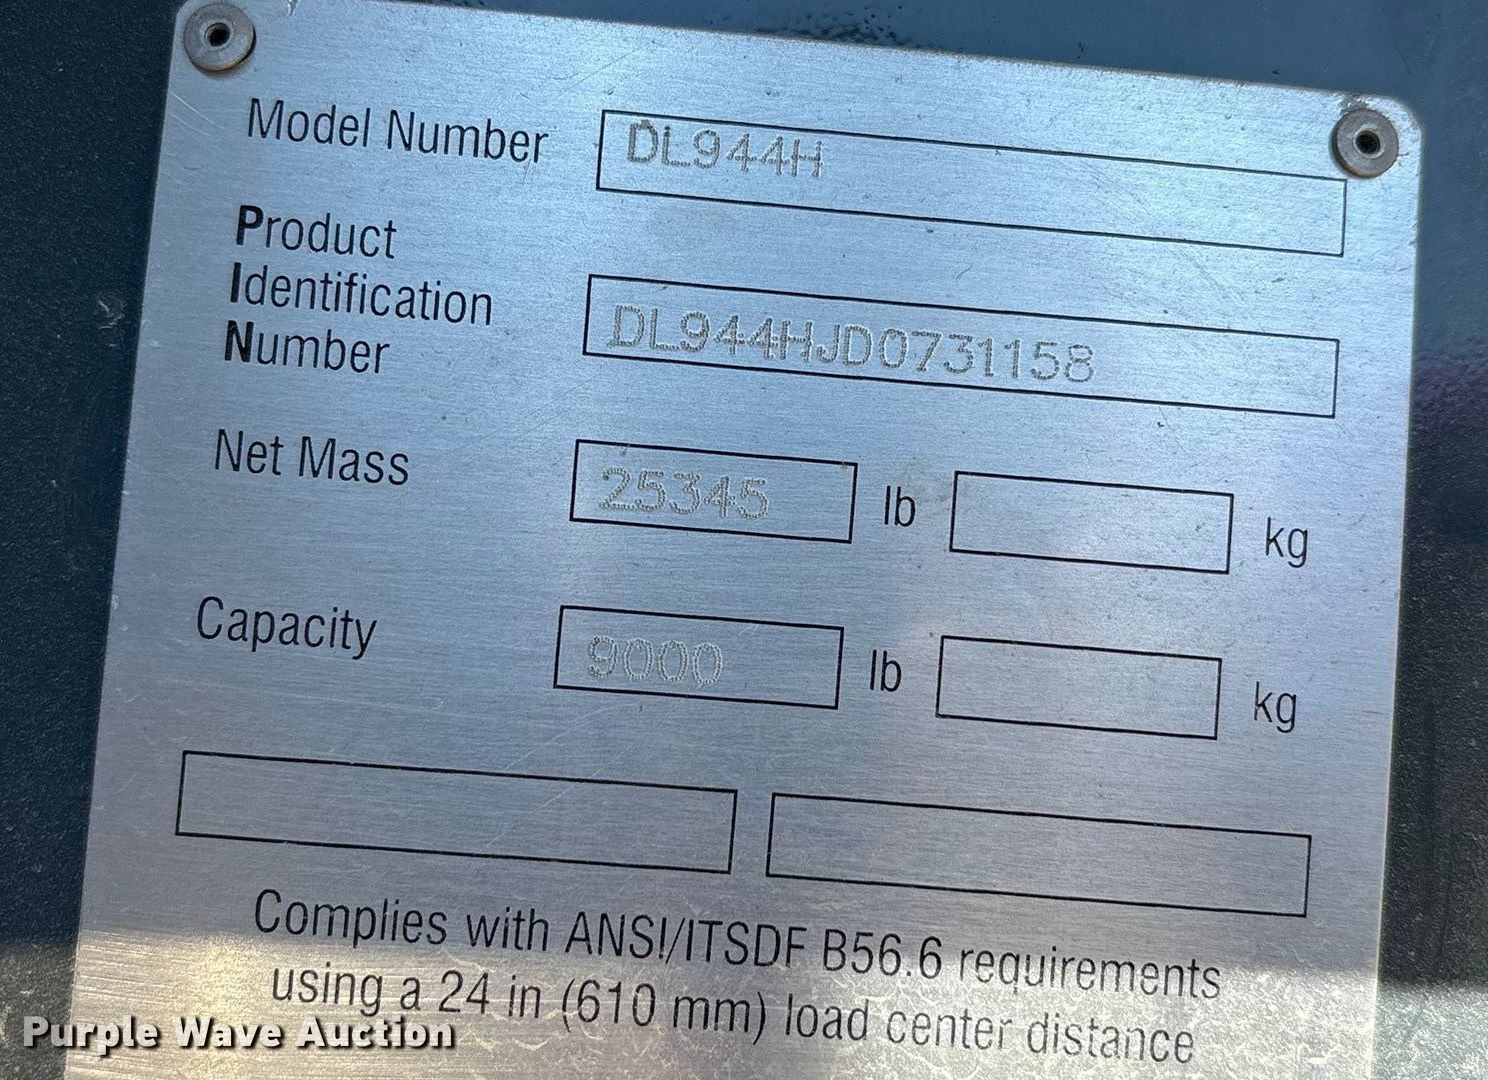 Model Number DL944H
Product
Identification
Number DL944HJD0731158
Net Mass 25345 lb kg
Capacity 9000 lb kg
Complies with ANSI/ITSDF B56.6 requirements
using a 24 in (610 mm) load center distance
Purple Wave Auction